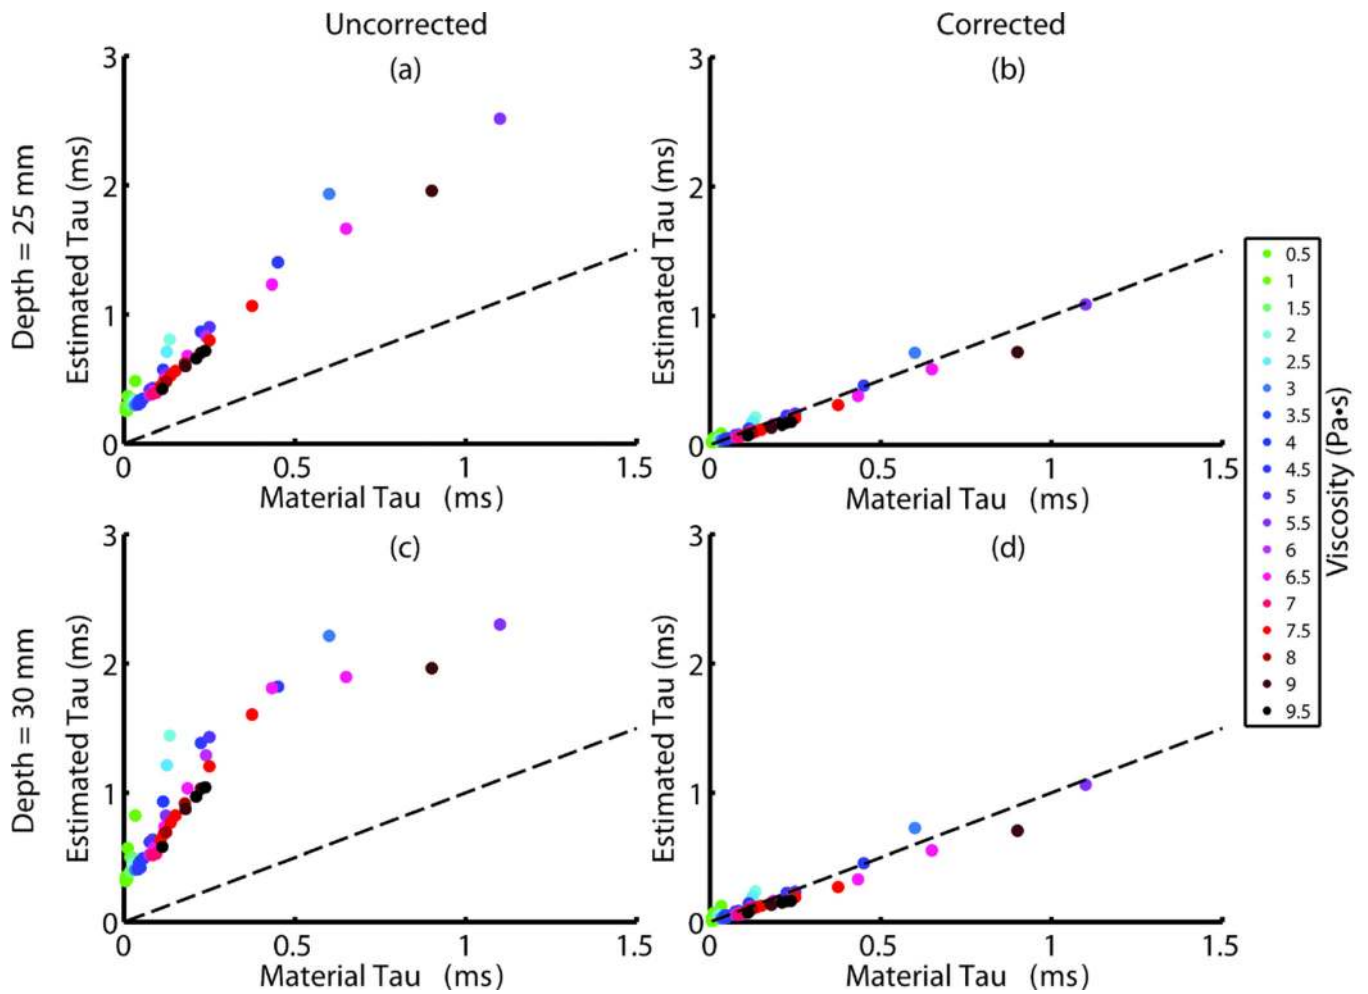 Uncorrected
Corrected
Depth = 25 mm
(a)
Estimated Tau (ms)
3
2
1
0
0
0.5
1
1.5
Material Tau (ms)
(b)
Estimated Tau (ms)
3
2
1
0
0
0.5
1
1.5
Material Tau (ms)
Depth = 30 mm
(c)
Estimated Tau (ms)
3
2
1
0
0
0.5
1
1.5
Material Tau (ms)
(d)
Estimated Tau (ms)
3
2
1
0
0
0.5
1
1.5
Material Tau (ms)
0.5
1
1.5
2
2.5
3
3.5
4
4.5
5
5.5
6
6.5
7
7.5
8
9
9.5
Viscosity (Pa•s)